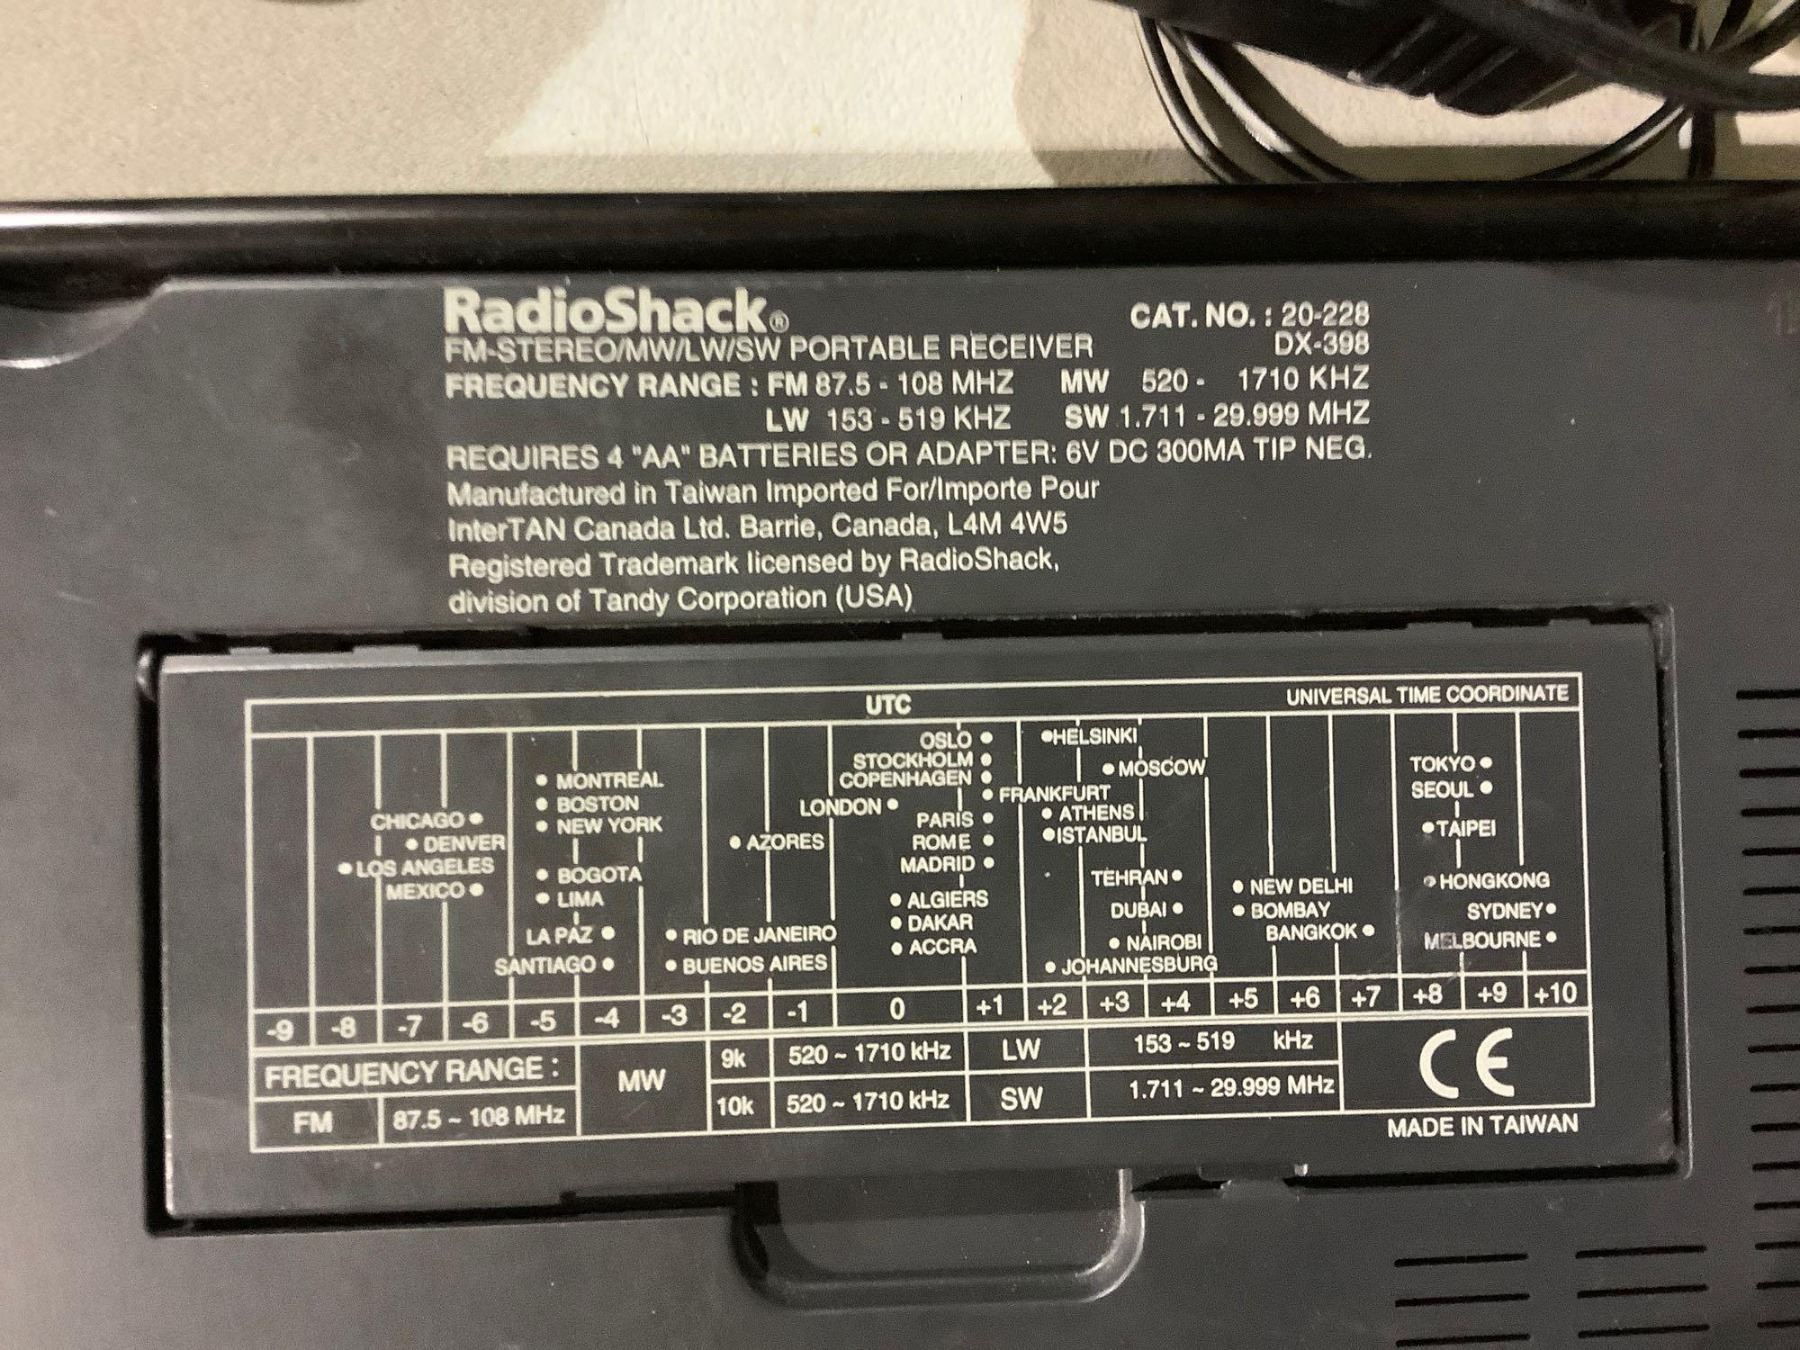 RadioShack®
CAT. NO. : 20-228
FM-STEREO/MW/LW/SW PORTABLE RECEIVER DX-398
FREQUENCY RANGE : FM 87.5 - 108 MHZ MW 520 - 1710 KHZ
LW 153 - 519 KHZ SW 1.711 - 29.999 MHZ
REQUIRES 4 "AA" BATTERIES OR ADAPTER: 6V DC 300MA TIP NEG.
Manufactured in Taiwan Imported For/Importe Pour
InterTAN Canada Ltd. Barrie, Canada, L4M 4W5
Registered Trademark licensed by RadioShack,
division of Tandy Corporation (USA)
UTC UNIVERSAL TIME COORDINATE
OSLO • •HELSINKI
STOCKHOLM • • MOSCOW TOKYO •
• MONTREAL COPENHAGEN • SEOUL •
• BOSTON LONDON • • FRANKFURT
CHICAGO • • NEW YORK PARIS • • ATHENS •TAIPEI
• DENVER • AZORES ROME • •ISTANBUL
• LOS ANGELES MADRID •
MEXICO • • BOGOTA TEHRAN • • NEW DELHI • HONGKONG
• LIMA • ALGIERS DUBAI • • BOMBAY SYDNEY•
LA PAZ • • RIO DE JANEIRO • DAKAR • NAIROBI BANGKOK • MELBOURNE •
SANTIAGO • • BUENOS AIRES • ACCRA • JOHANNESBURG
-9 -8 -7 -6 -5 -4 -3 -2 -1 0 +1 +2 +3 +4 +5 +6 +7 +8 +9 +10
FREQUENCY RANGE : MW 9k 520 ~ 1710 kHz LW 153 ~ 519 kHz CE
FM 87.5 ~ 108 MHz 10k 520 ~ 1710 kHz SW 1.711 ~ 29.999 MHz
MADE IN TAIWAN